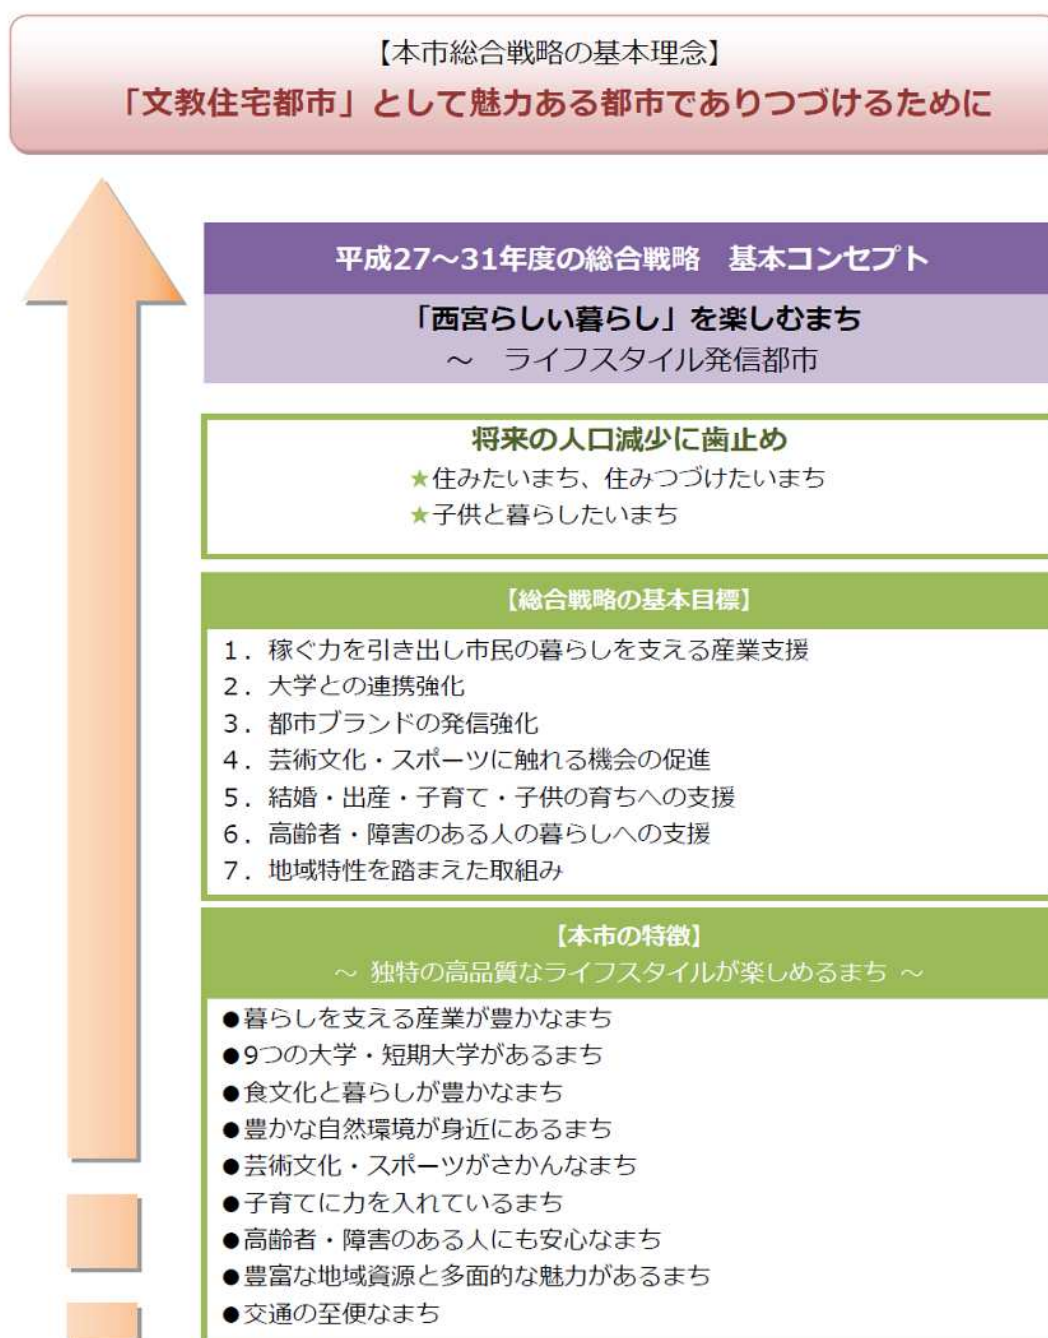 【本市総合戦略の基本理念】
「文教住宅都市」として魅力ある都市でありつづけるために
平成27～31年度の総合戦略　基本コンセプト
「西宮らしい暮らし」を楽しむまち
～　ライフスタイル発信都市
将来の人口減少に歯止め
★住みたいまち、住みつづけたいまち
★子供と暮らしたいまち
【総合戦略の基本目標】
1．稼ぐ力を引き出し市民の暮らしを支える産業支援
2．大学との連携強化
3．都市ブランドの発信強化
4．芸術文化・スポーツに触れる機会の促進
5．結婚・出産・子育て・子供の育ちへの支援
6．高齢者・障害のある人の暮らしへの支援
7．地域特性を踏まえた取組み
【本市の特徴】
～ 独特の高品質なライフスタイルが楽しめるまち ～
●暮らしを支える産業が豊かなまち
●9つの大学・短期大学があるまち
●食文化と暮らしが豊かなまち
●豊かな自然環境が身近にあるまち
●芸術文化・スポーツがさかんなまち
●子育てに力を入れているまち
●高齢者・障害のある人にも安心なまち
●豊富な地域資源と多面的な魅力があるまち
●交通の至便なまち